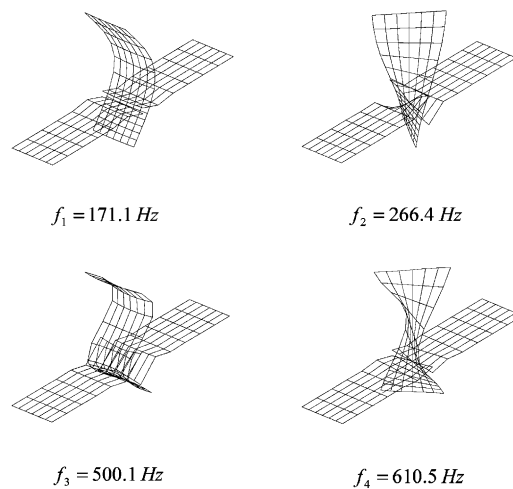 f₁ = 171.1 Hz
f₂ = 266.4 Hz
f₃ = 500.1 Hz
f₄ = 610.5 Hz